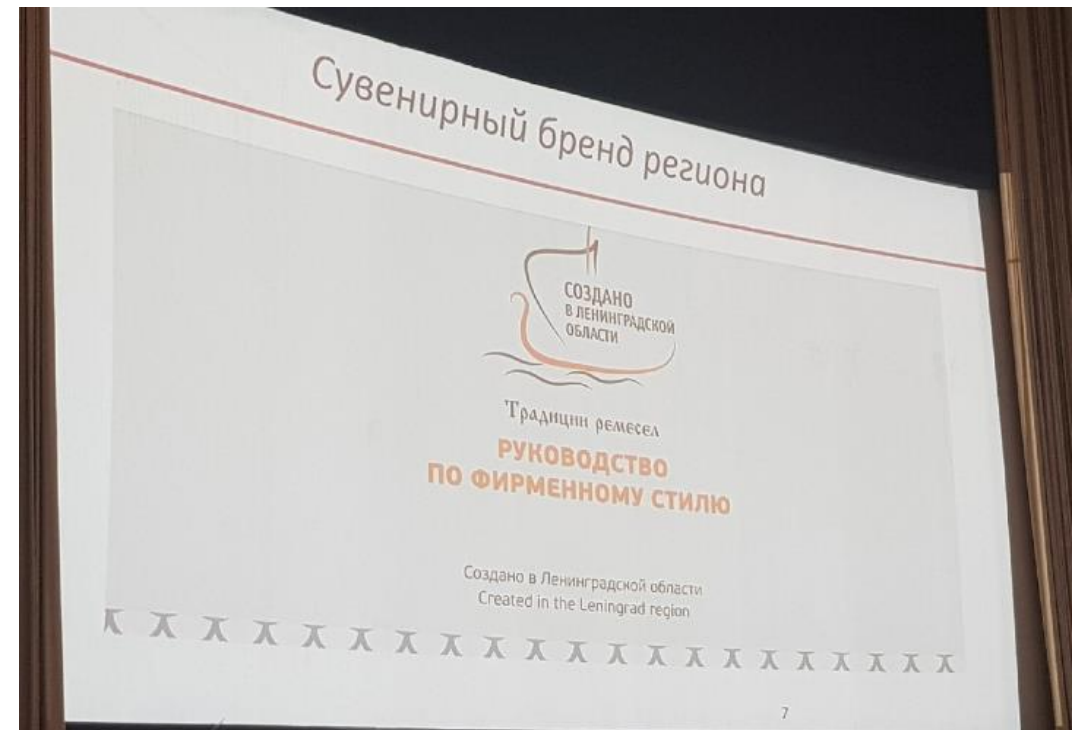 Сувенирный бренд региона
СОЗДАНО
В ЛЕНИНГРАДСКОЙ
ОБЛАСТИ
Традиции ремесел
РУКОВОДСТВО
ПО ФИРМЕННОМУ СТИЛЮ
Создано в Ленинградской области
Created in the Leningrad region
7